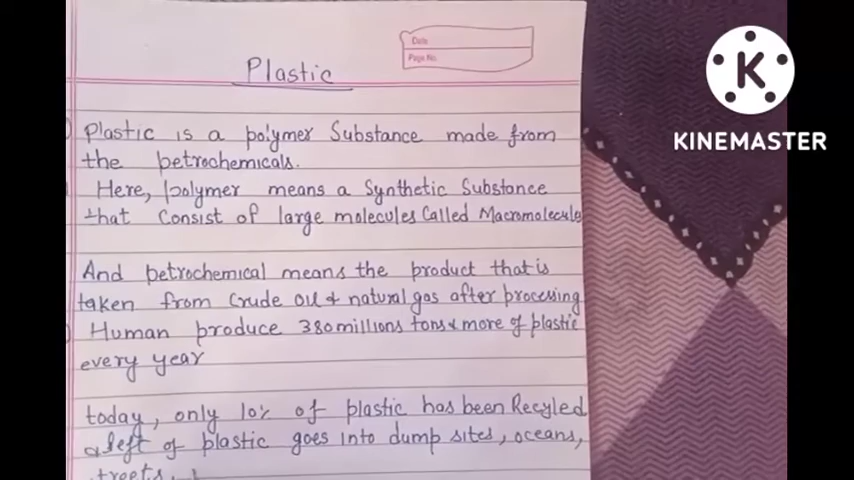 Date
Page No.
Plastic
Plastic is a polymer Substance made from
the petrochemicals.
Here, polymer means a Synthetic Substance
that Consist of large molecules Called Macromolecule
And petrochemical means the product that is
taken from Crude Oil & natural gas after processing
Human produce 380 millions tons & more of plastic
every year
today, only 10% of plastic has been Recyled
& left of plastic goes into dump sites, oceans,
K
KINEMASTER